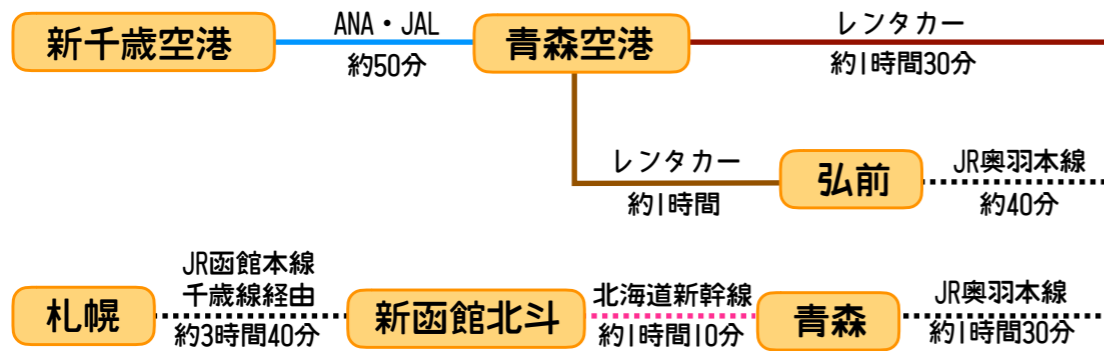 新千歳空港
ANA・JAL
約50分
青森空港
レンタカー
約1時間30分
レンタカー
約1時間
弘前
JR奥羽本線
約40分
札幌
JR函館本線
千歳線経由
約3時間40分
新函館北斗
北海道新幹線
約1時間10分
青森
JR奥羽本線
約1時間30分